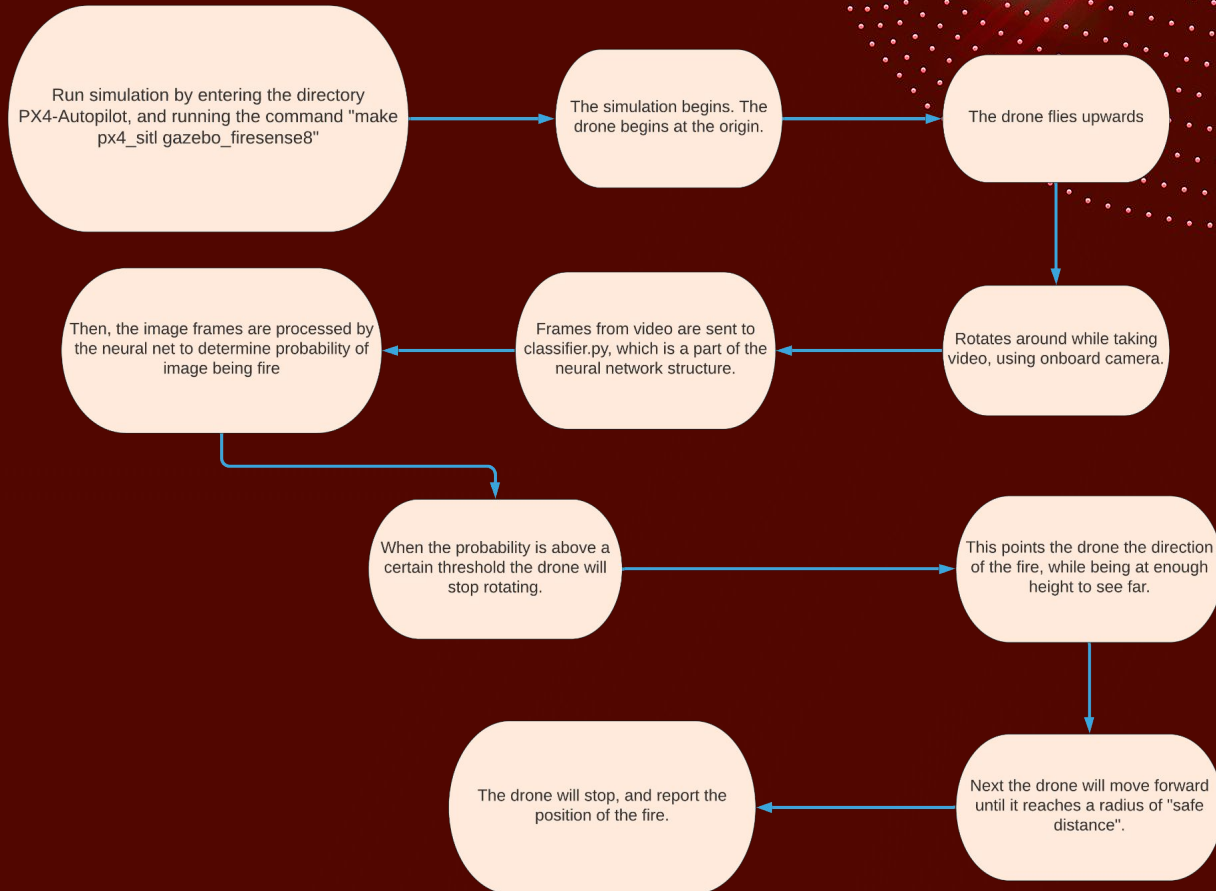 Run simulation by entering the directory
PX4-Autopilot, and running the command "make
px4_sitl gazebo_firesense8"
The simulation begins. The
drone begins at the origin.
The drone flies upwards
Rotates around while taking
video, using onboard camera.
Frames from video are sent to
classifier.py, which is a part of the
neural network structure.
Then, the image frames are processed by
the neural net to determine probability of
image being fire
When the probability is above a
certain threshold the drone will
stop rotating.
This points the drone the direction
of the fire, while being at enough
height to see far.
Next the drone will move forward
until it reaches a radius of "safe
distance".
The drone will stop, and report the
position of the fire.